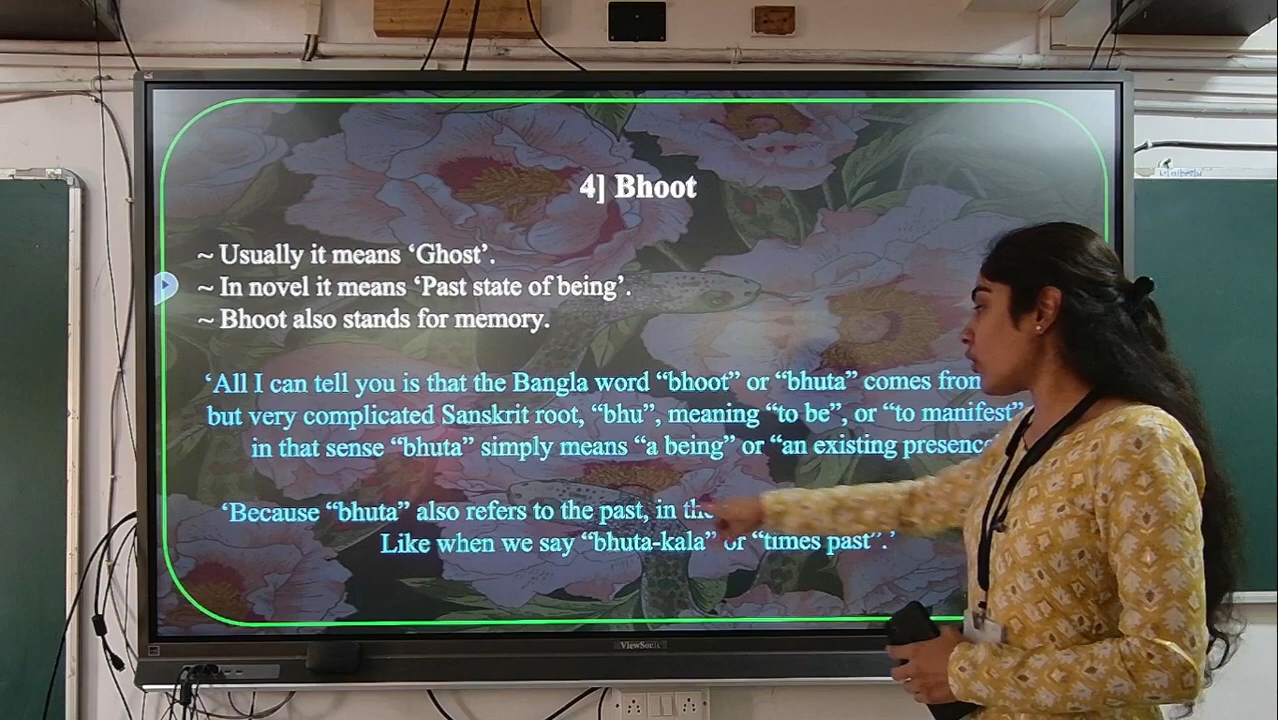 4] Bhoot
~ Usually it means ‘Ghost’.
~ In novel it means ‘Past state of being’.
~ Bhoot also stands for memory.
‘All I can tell you is that the Bangla word “bhoot” or “bhuta” comes from
but very complicated Sanskrit root, “bhu”, meaning “to be”, or “to manifest”
in that sense “bhuta” simply means “a being” or “an existing presence
‘Because “bhuta” also refers to the past, in the
Like when we say “bhuta-kala” or “times past”.’
ViewSonic